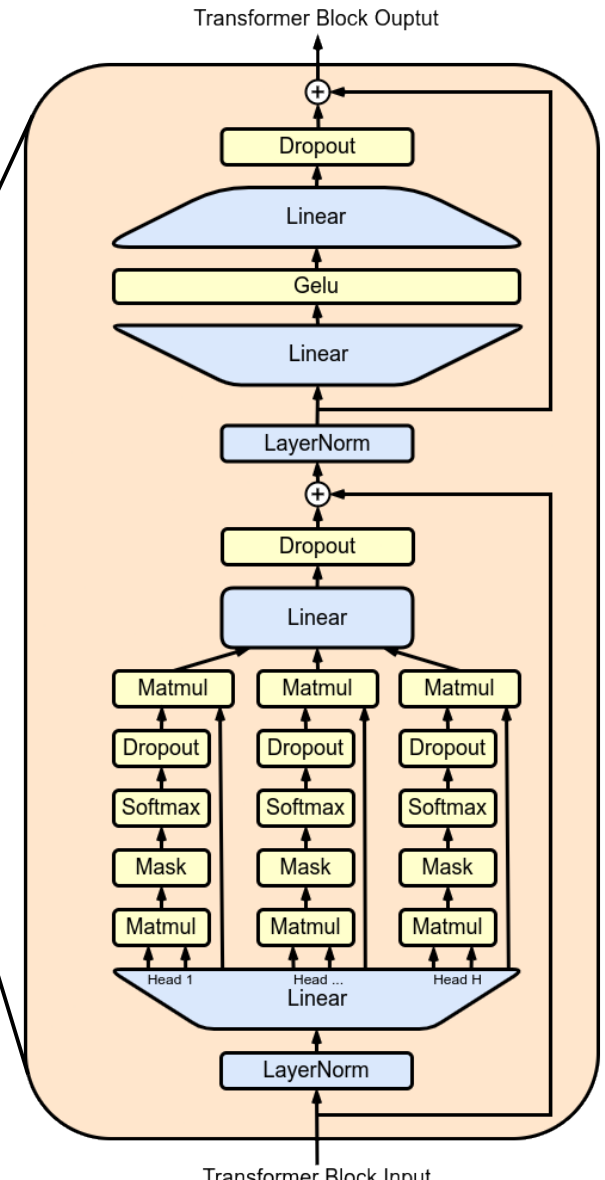 Transformer Block Ouptut
Dropout
Linear
Gelu
Linear
LayerNorm
Dropout
Linear
Matmul Matmul Matmul
Dropout Dropout Dropout
Softmax Softmax Softmax
Mask Mask Mask
Matmul Matmul Matmul
Head 1 Head ... Head H
Linear
LayerNorm
Transformer Block Input